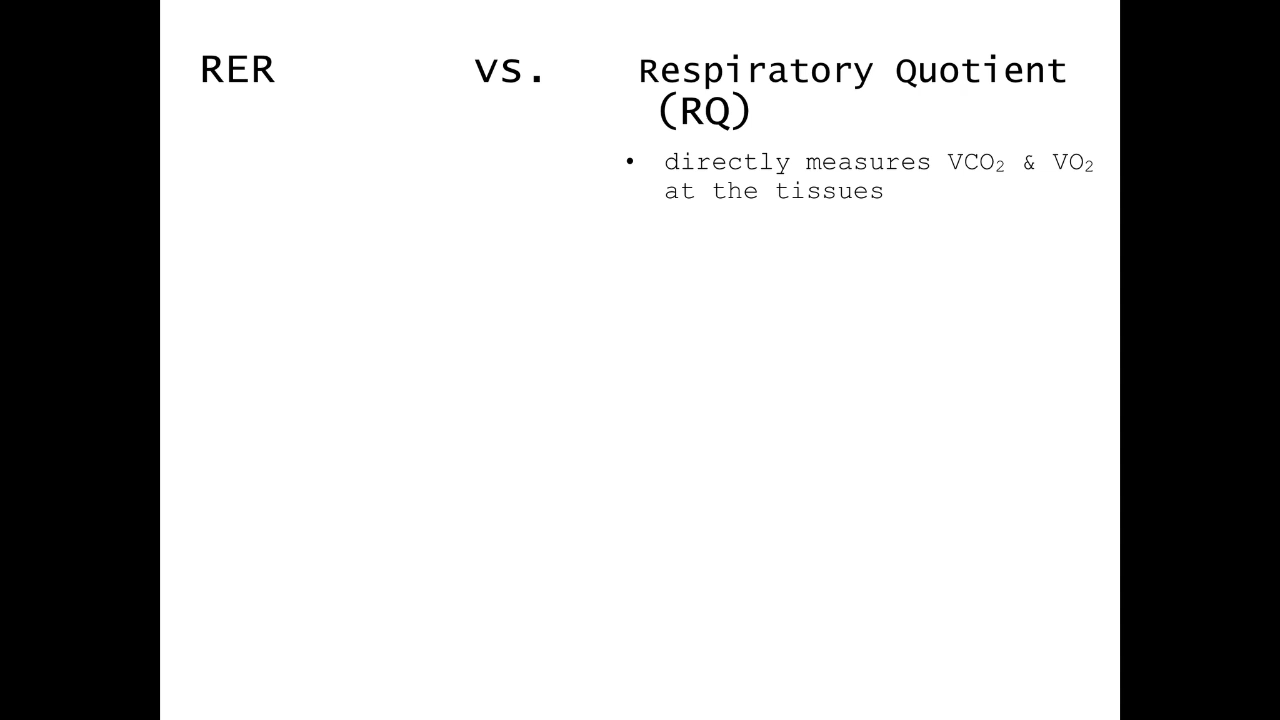 RER vs. Respiratory Quotient
(RQ)
• directly measures VCO₂ & VO₂
at the tissues